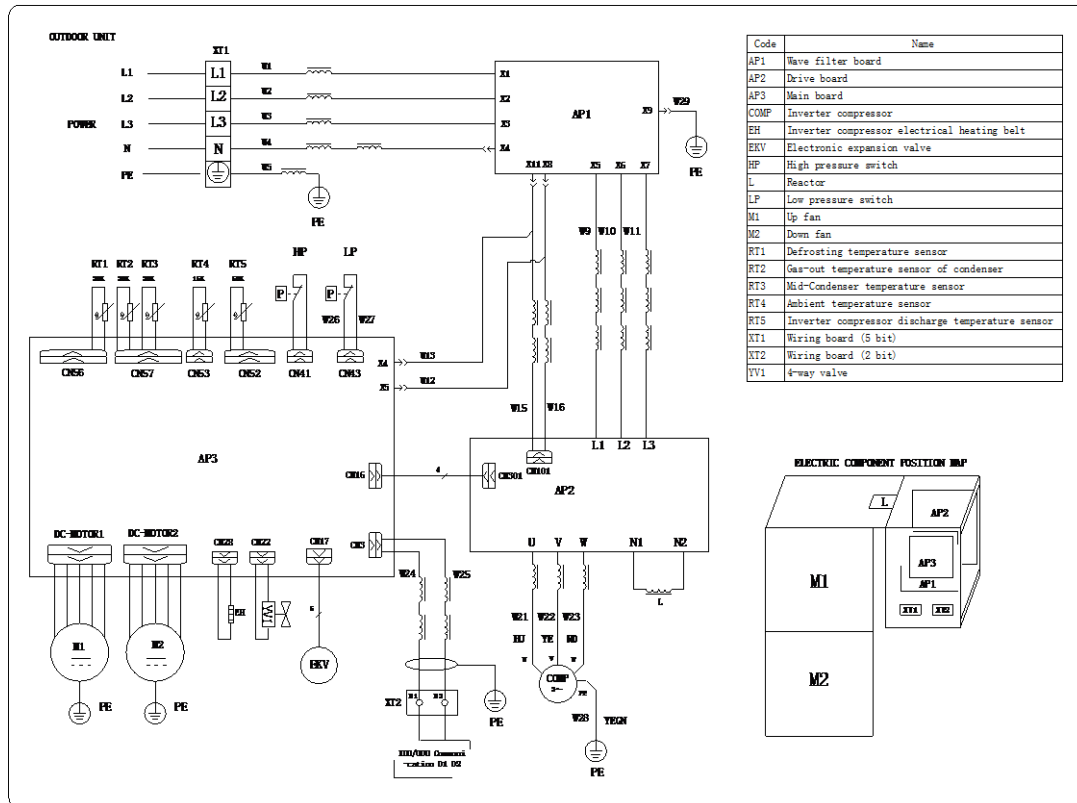 OUTDOOR UNIT
XT1
POWER
L1 L1 W1 X1
L2 L2 W2 X2
L3 L3 W3 X3
N N W4 X4
PE W5
PE
AP1
X9 W29
PE
X11 X8 X5 X6 X7
W9 W10 W11
Code Name
AP1 Wave filter board
AP2 Drive board
AP3 Main board
COMP Inverter compressor
EH Inverter compressor electrical heating belt
EKV Electronic expansion valve
HP High pressure switch
L Reactor
LP Low pressure switch
M1 Up fan
M2 Down fan
RT1 Defrosting temperature sensor
RT2 Gas-out temperature sensor of condenser
RT3 Mid-Condenser temperature sensor
RT4 Ambient temperature sensor
RT5 Inverter compressor discharge temperature sensor
XT1 Wiring board (5 bit)
XT2 Wiring board (2 bit)
YV1 4-way valve
HP LP
RT1 RT2 RT3 RT4 RT5
P P
W26 W27
CN56 CN57 CN53 CN52 CN41 CN43
X4 W13
X5 W12
W15 W16
AP3
CN16 4 CN301
CN101
L1 L2 L3
AP2
U V W N1 N2
L
DC-MOTOR1 DC-MOTOR2 CN28 CN22 CN17 CN3
W24 W25
EH YV1 6
M1 M2 EKV
PE PE
XT2
PE
W21 W22 W23
YE
COMP
3~
PE
W28 YEGN
PE
cation D1 D2
ELECTRIC COMPONENT POSITION MAP
L
AP2
AP3
AP1
XT1 XT2
M1
M2